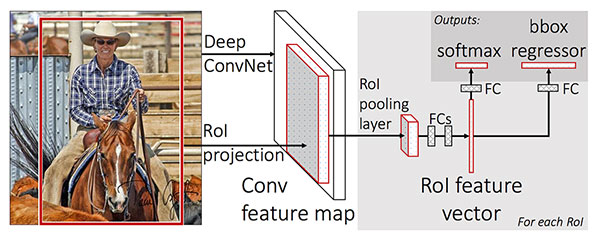 Deep
ConvNet
RoI
projection
Conv
feature map
RoI
pooling
layer
FCs
RoI feature
vector
Outputs:
softmax
bbox
regressor
FC
FC
For each RoI